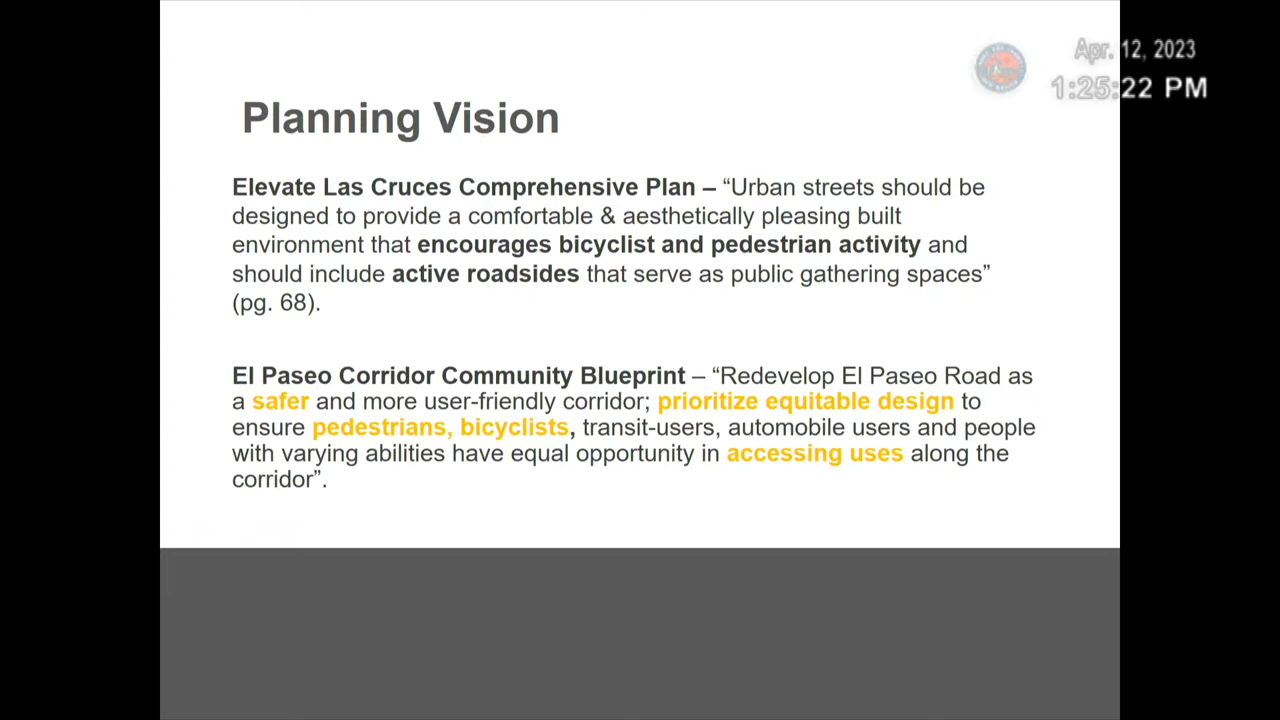 Apr. 12, 2023
1:25:22 PM
Planning Vision
Elevate Las Cruces Comprehensive Plan – “Urban streets should be
designed to provide a comfortable & aesthetically pleasing built
environment that encourages bicyclist and pedestrian activity and
should include active roadsides that serve as public gathering spaces”
(pg. 68).
El Paseo Corridor Community Blueprint – “Redevelop El Paseo Road as
a safer and more user-friendly corridor; prioritize equitable design to
ensure pedestrians, bicyclists, transit-users, automobile users and people
with varying abilities have equal opportunity in accessing uses along the
corridor”.